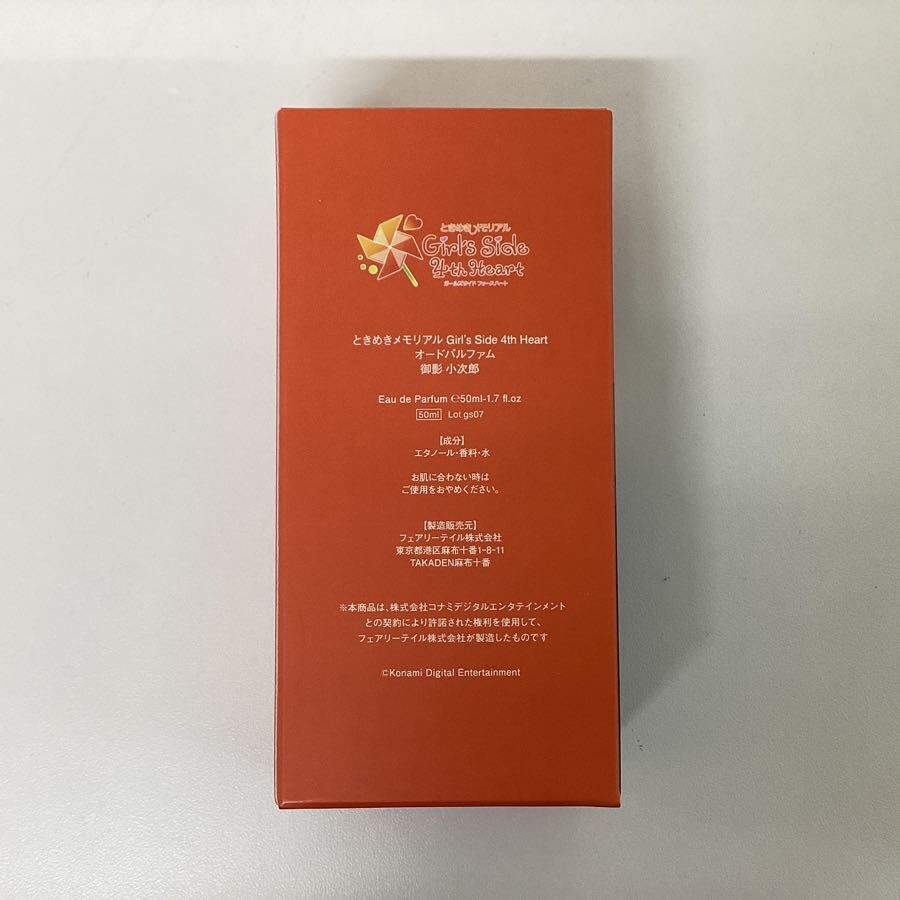 ときめきメモリアル
Girl's Side
4th Heart
ガールズサイド フォースハート
ときめきメモリアル Girl's Side 4th Heart
オードパルファム
御影 小次郎
Eau de Parfum ℮50ml-1.7 fl.oz
50ml Lot gs07
【成分】
エタノール・香料・水
お肌に合わない時は
ご使用をおやめください。
【製造販売元】
フェアリーテイル株式会社
東京都港区麻布十番1-8-11
TAKADEN麻布十番
※本商品は、株式会社コナミデジタルエンタテインメント
との契約により許諾された権利を使用して、
フェアリーテイル株式会社が製造したものです
©Konami Digital Entertainment